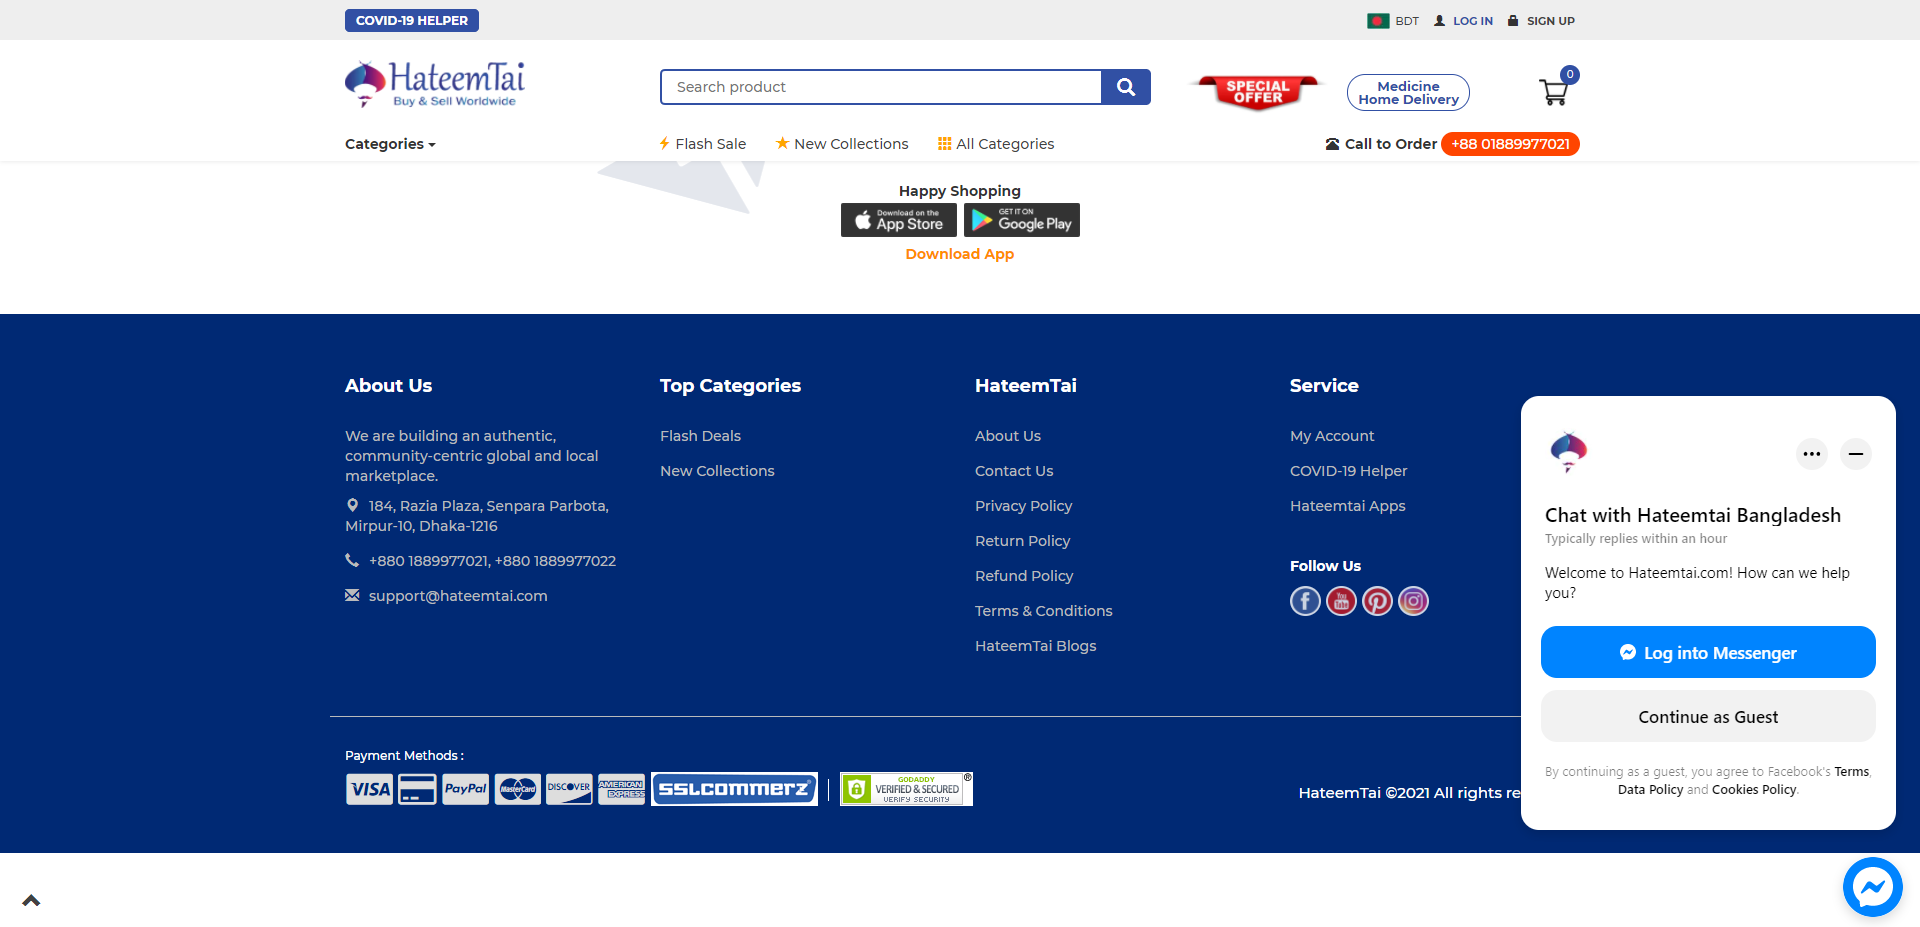 COVID-19 HELPER
BDT
LOG IN
SIGN UP
HateemTai
Buy & Sell Worldwide
Search product
SPECIAL
OFFER
Medicine
Home Delivery
0
Categories
Flash Sale
New Collections
All Categories
Call to Order
+88 01889977021
Happy Shopping
Download on the
App Store
GET IT ON
Google Play
Download App
About Us
We are building an authentic,
community-centric global and local
marketplace.
184, Razia Plaza, Senpara Parbota,
Mirpur-10, Dhaka-1216
+880 1889977021, +880 1889977022
support@hateemtai.com
Top Categories
Flash Deals
New Collections
HateemTai
About Us
Contact Us
Privacy Policy
Return Policy
Refund Policy
Terms & Conditions
HateemTai Blogs
Service
My Account
COVID-19 Helper
Hateemtai Apps
Follow Us
You
Tube
Chat with Hateemtai Bangladesh
Typically replies within an hour
Welcome to Hateemtai.com! How can we help
you?
Log into Messenger
Continue as Guest
By continuing as a guest, you agree to Facebook's Terms,
Data Policy and Cookies Policy.
Payment Methods :
VISA
PayPal
MasterCard
DISCOVER
AMERICAN
EXPRESS
SSLCOMMERZ
GODADDY
VERIFIED & SECURED
VERIFY SECURITY
®
HateemTai ©2021 All rights re